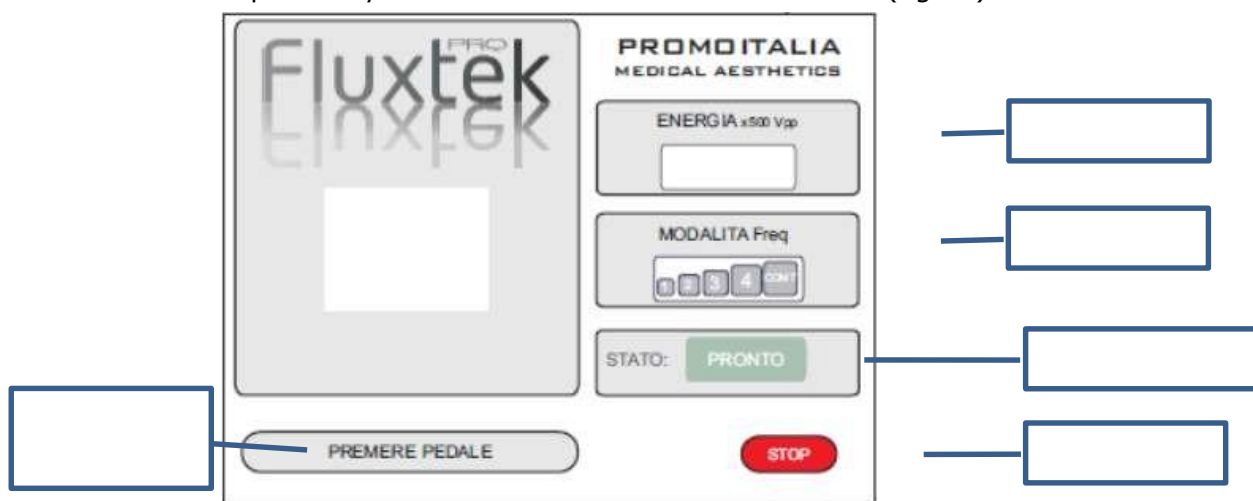 Fluxtek PRO
PROMOITALIA
MEDICAL AESTHETICS
ENERGIA x500 Vpp
MODALITA Freq
1 2 3 4 CONT
STATO: PRONTO
PREMERE PEDALE
STOP